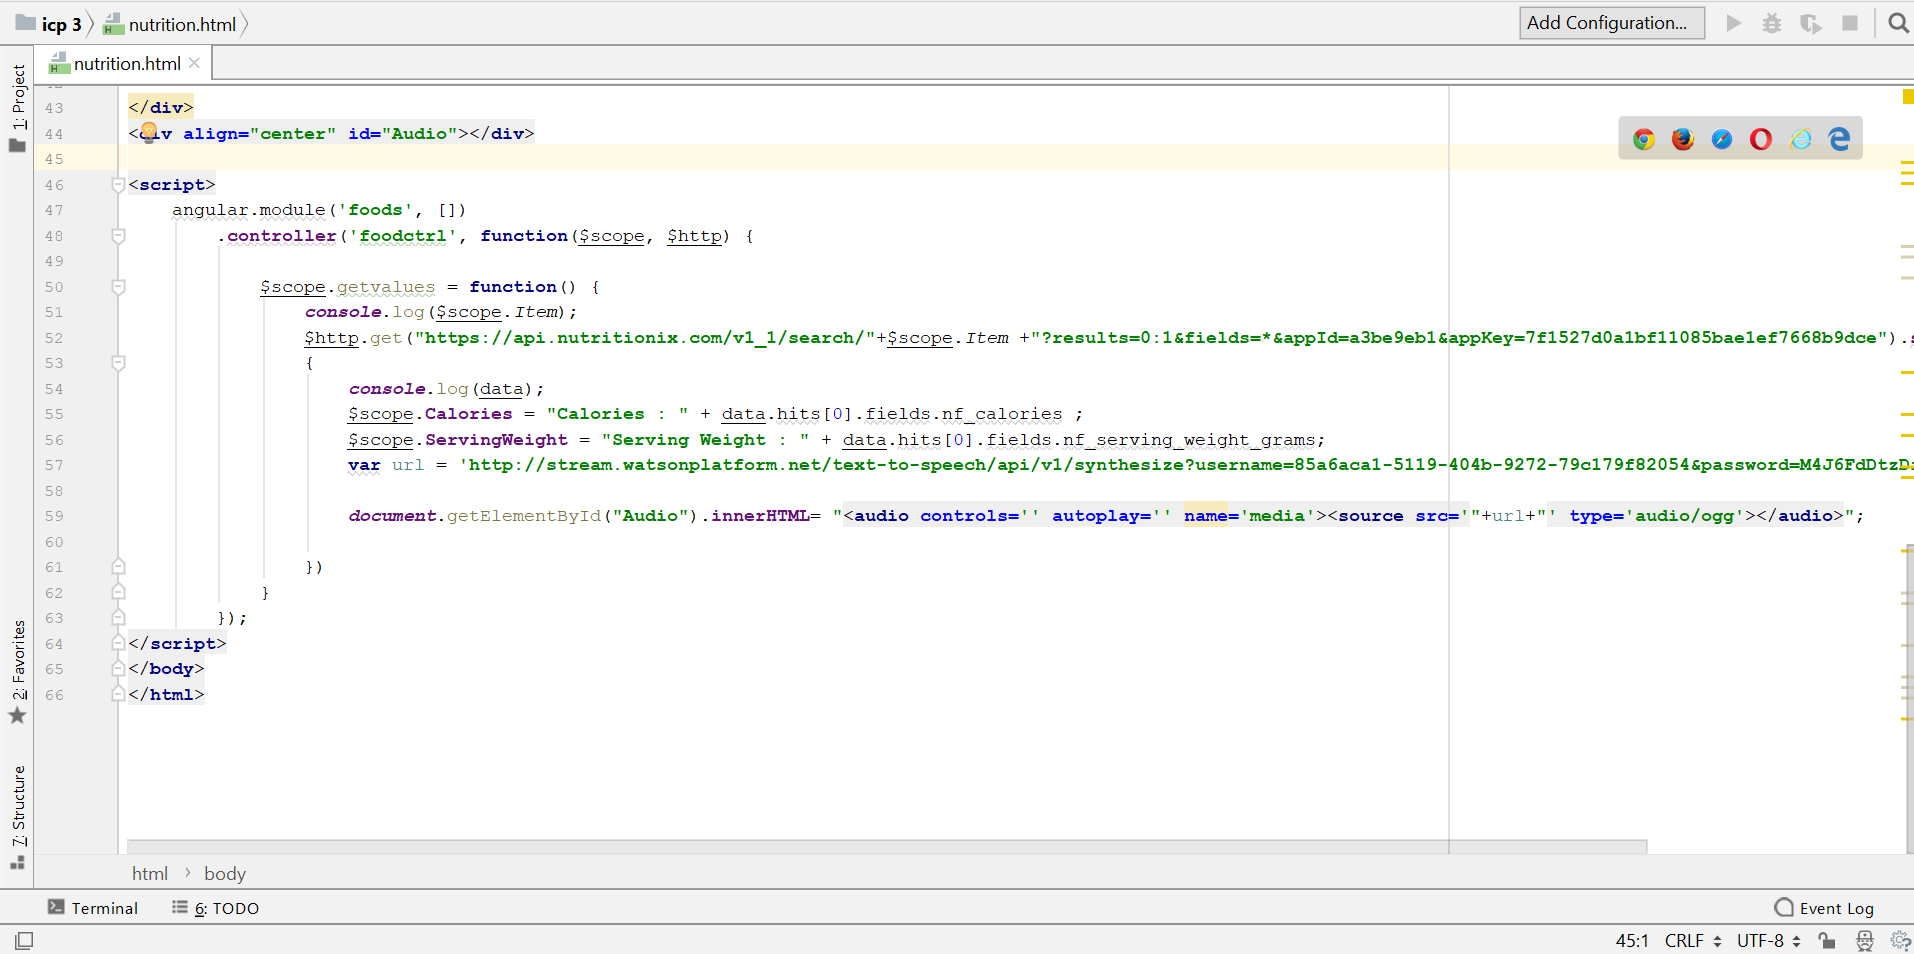 icp 3 nutrition.html Add Configuration...
nutrition.html
1: Project
2: Favorites
7: Structure
43 </div>
44 <div align="center" id="Audio"></div>
45
46 <script>
47 angular.module('foods', [])
48 .controller('foodctrl', function($scope, $http) {
49
50 $scope.getvalues = function() {
51 console.log($scope.Item);
52 $http.get("https://api.nutritionix.com/v1_1/search/"+$scope.Item +"?results=0:1&fields=*&appId=a3be9eb1&appKey=7f1527d0a1bf11085bae1ef7668b9dce").
53 {
54 console.log(data);
55 $scope.Calories = "Calories : " + data.hits[0].fields.nf_calories ;
56 $scope.ServingWeight = "Serving Weight : " + data.hits[0].fields.nf_serving_weight_grams;
57 var url = 'http://stream.watsonplatform.net/text-to-speech/api/v1/synthesize?username=85a6aca1-5119-404b-9272-79c179f82054&password=M4J6FdDtzD
58
59 document.getElementById("Audio").innerHTML= "<audio controls='' autoplay='' name='media'><source src='"+url+"' type='audio/ogg'></audio>";
60
61 })
62 }
63 });
64 </script>
65 </body>
66 </html>
html › body
Terminal 6: TODO Event Log
45:1 CRLF UTF-8